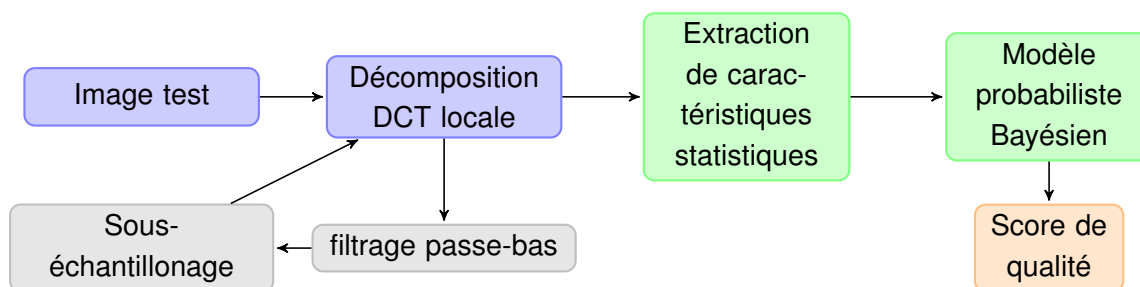 Image test
Décomposition
DCT locale
Extraction
de carac-
téristiques
statistiques
Modèle
probabiliste
Bayésien
Sous-
échantillonage
filtrage passe-bas
Score de
qualité